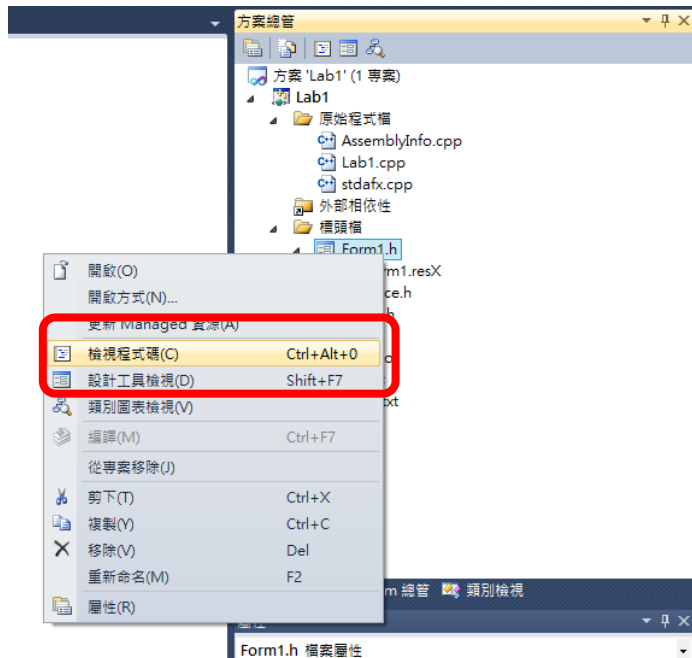 方案總管
方案 'Lab1' (1 專案)
Lab1
原始程式檔
AssemblyInfo.cpp
Lab1.cpp
stdafx.cpp
外部相依性
標頭檔
Form1.h
開啟(O)
rm1.resX
開啟方式(N)...
ce.h
更新 Managed 資源(A)
檢視程式碼(C) Ctrl+Alt+0
設計工具檢視(D) Shift+F7
類別圖表檢視(V)
txt
編譯(M) Ctrl+F7
從專案移除(J)
剪下(T) Ctrl+X
複製(Y) Ctrl+C
移除(V) Del
重新命名(M) F2
m 總管 類別檢視
屬性(R)
屬性
Form1.h 檔案屬性